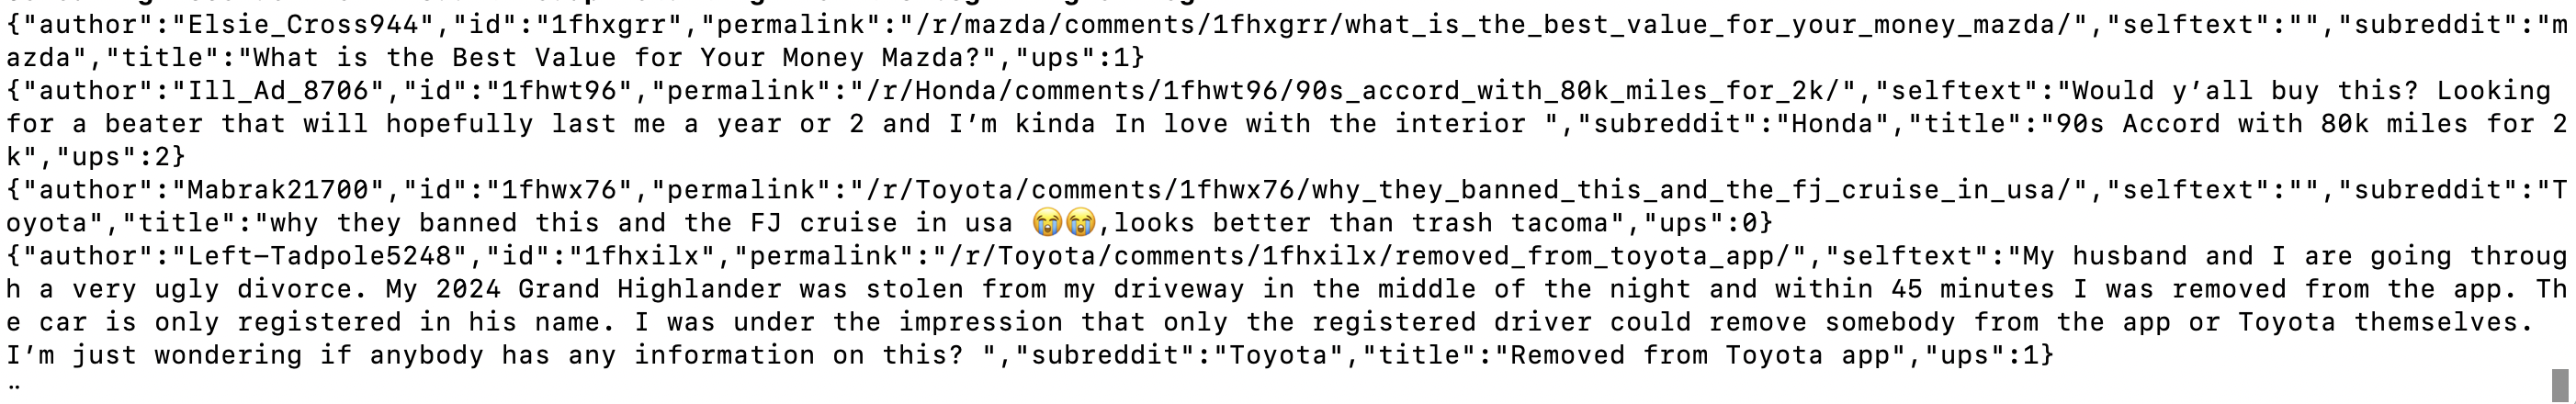 {"author":"Elsie_Cross944","id":"1fhxgrr","permalink":"/r/mazda/comments/1fhxgrr/what_is_the_best_value_for_your_money_mazda/","selftext":"","subreddit":"m
azda","title":"What is the Best Value for Your Money Mazda?","ups":1}
{"author":"Ill_Ad_8706","id":"1fhwt96","permalink":"/r/Honda/comments/1fhwt96/90s_accord_with_80k_miles_for_2k/","selftext":"Would y’all buy this? Looking
for a beater that will hopefully last me a year or 2 and I’m kinda In love with the interior ","subreddit":"Honda","title":"90s Accord with 80k miles for 2
k","ups":2}
{"author":"Mabrak21700","id":"1fhwx76","permalink":"/r/Toyota/comments/1fhwx76/why_they_banned_this_and_the_fj_cruise_in_usa/","selftext":"","subreddit":"T
oyota","title":"why they banned this and the FJ cruise in usa 😭😭,looks better than trash tacoma","ups":0}
{"author":"Left-Tadpole5248","id":"1fhxilx","permalink":"/r/Toyota/comments/1fhxilx/removed_from_toyota_app/","selftext":"My husband and I are going throug
h a very ugly divorce. My 2024 Grand Highlander was stolen from my driveway in the middle of the night and within 45 minutes I was removed from the app. Th
e car is only registered in his name. I was under the impression that only the registered driver could remove somebody from the app or Toyota themselves.
I’m just wondering if anybody has any information on this? ","subreddit":"Toyota","title":"Removed from Toyota app","ups":1}